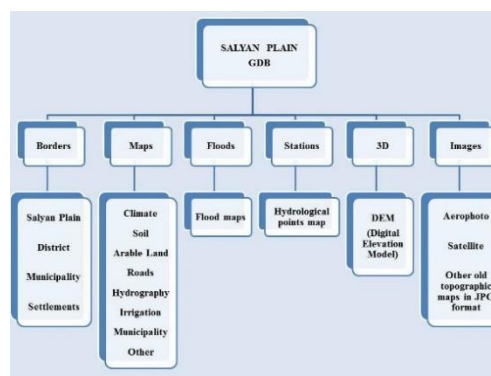 SALYAN PLAIN
GDB
Borders
Maps
Floods
Stations
3D
Images
Salyan Plain
District
Municipality
Settlements
Climate
Soil
Arable Land
Roads
Hydrography
Irrigation
Municipality
Other
Flood maps
Hydrological
points map
DEM
(Digital
Elevation
Model)
Aerophoto
Satellite
Other old
topographic
maps in JPG
format